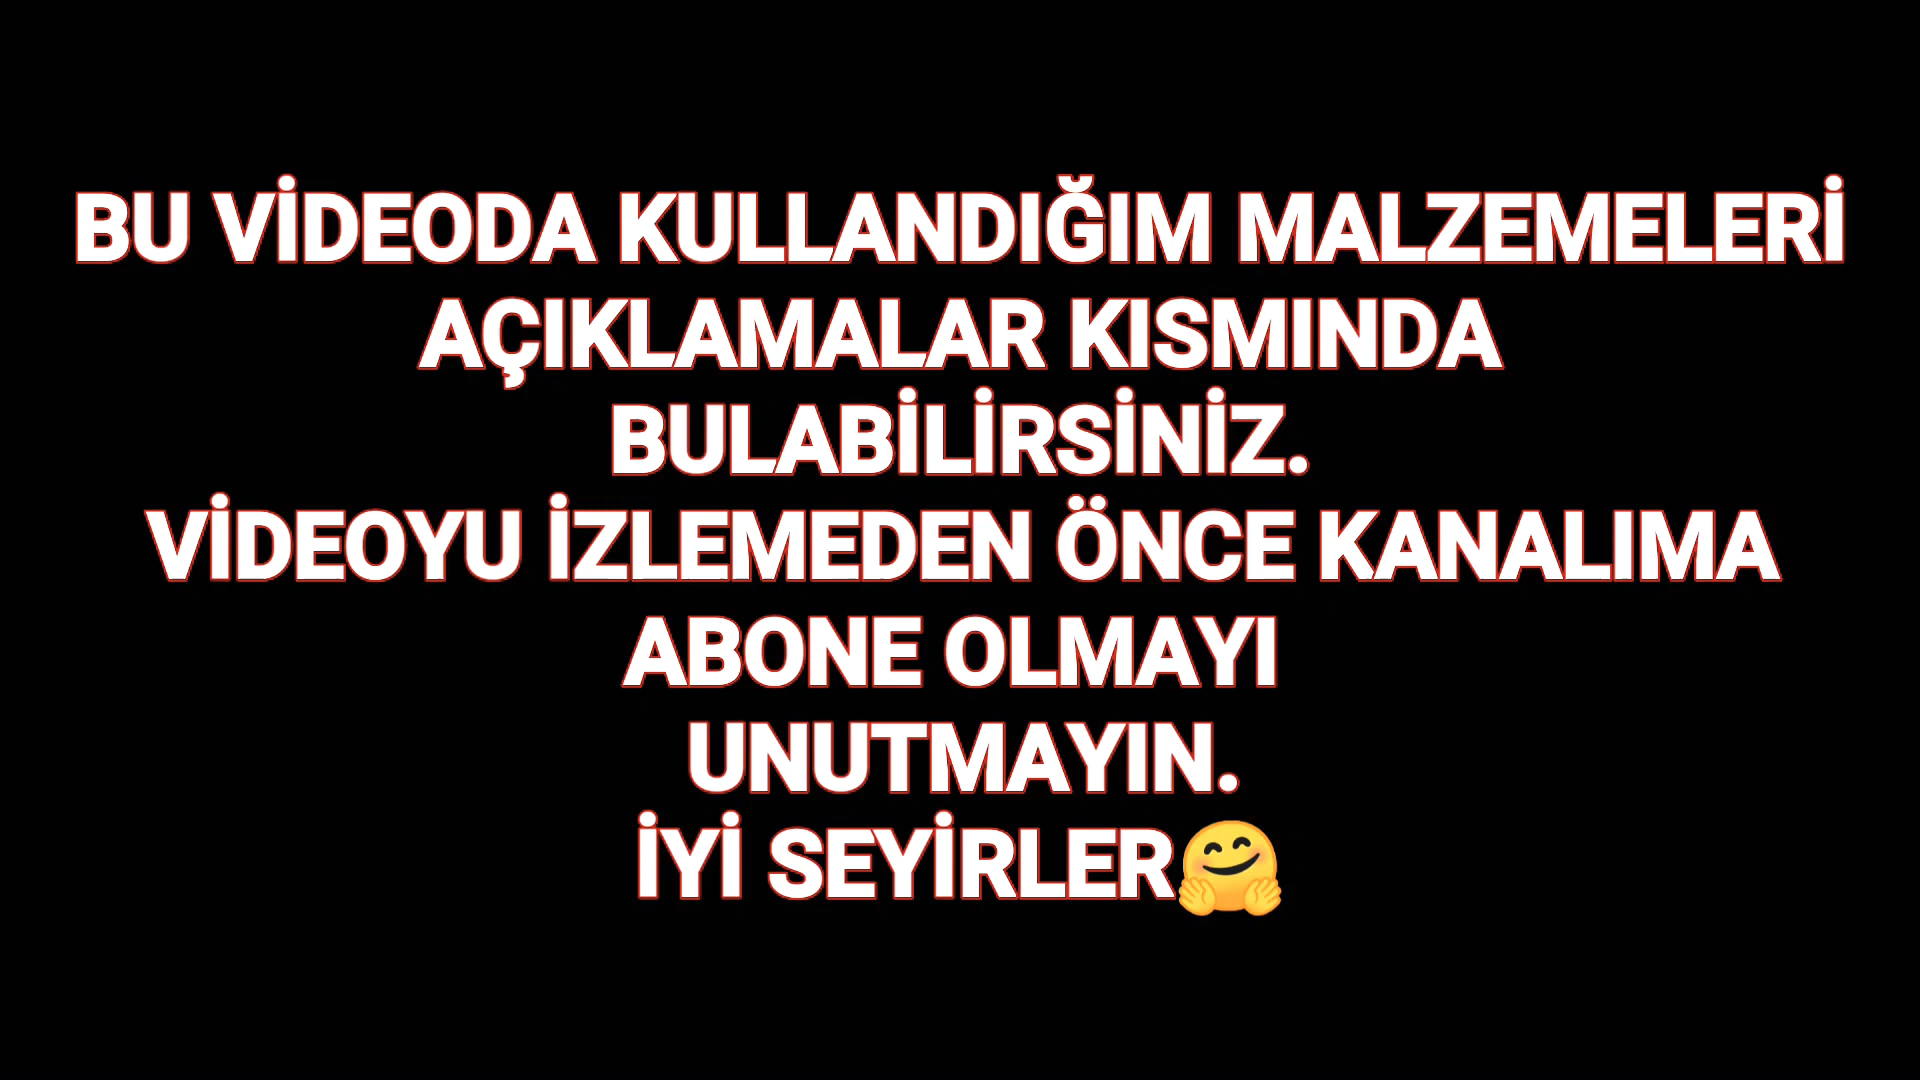 BU VİDEODA KULLANDIĞIM MALZEMELERİ
AÇIKLAMALAR KISMINDA
BULABİLİRSİNİZ.
VİDEOYU İZLEMEDEN ÖNCE KANALIMA
ABONE OLMAYI
UNUTMAYIN.
İYİ SEYİRLER🤗